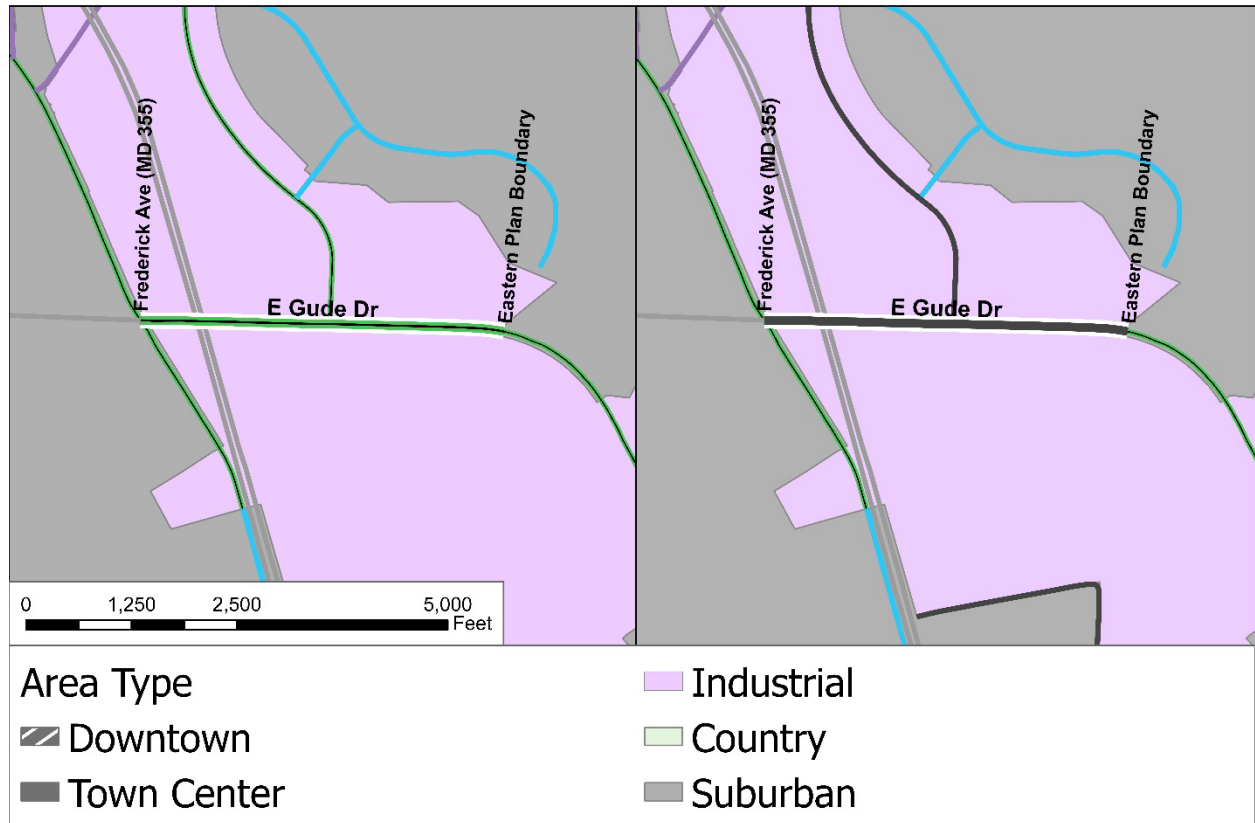 Frederick Ave (MD 355)
E Gude Dr
Eastern Plan Boundary
Frederick Ave (MD 355)
E Gude Dr
Eastern Plan Boundary
0 1,250 2,500 5,000
Feet
Area Type
Downtown
Town Center
Industrial
Country
Suburban